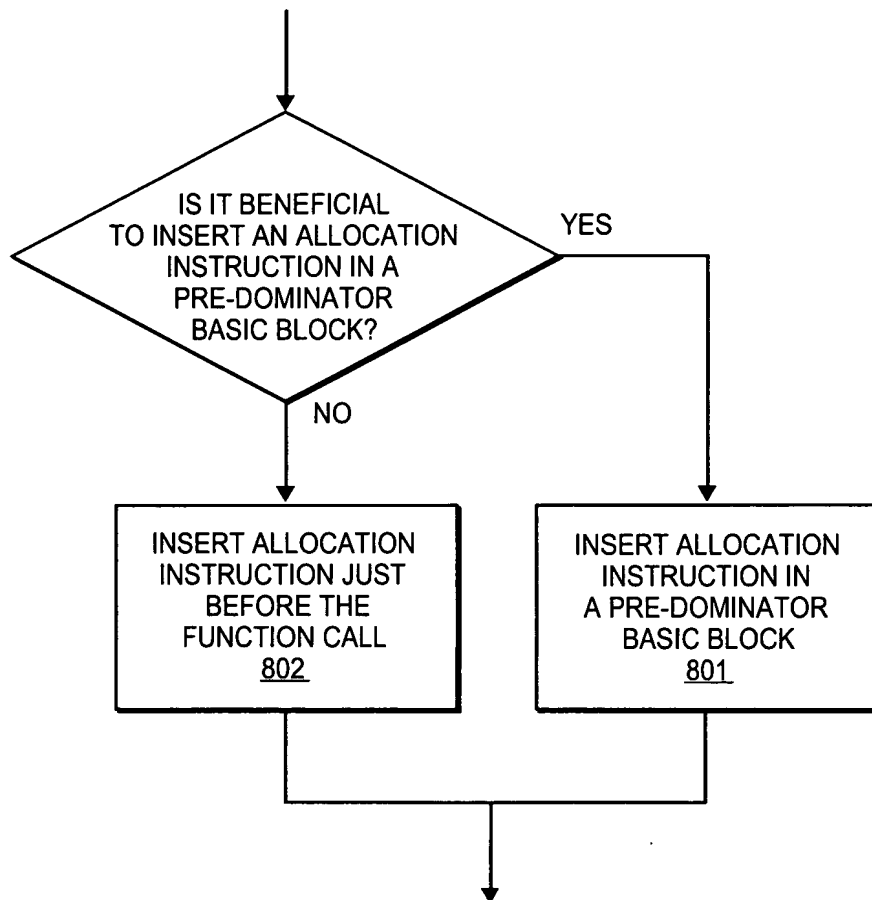 IS IT BENEFICIAL
TO INSERT AN ALLOCATION
INSTRUCTION IN A
PRE-DOMINATOR
BASIC BLOCK?
YES
NO
INSERT ALLOCATION
INSTRUCTION JUST
BEFORE THE
FUNCTION CALL
802
INSERT ALLOCATION
INSTRUCTION IN
A PRE-DOMINATOR
BASIC BLOCK
801